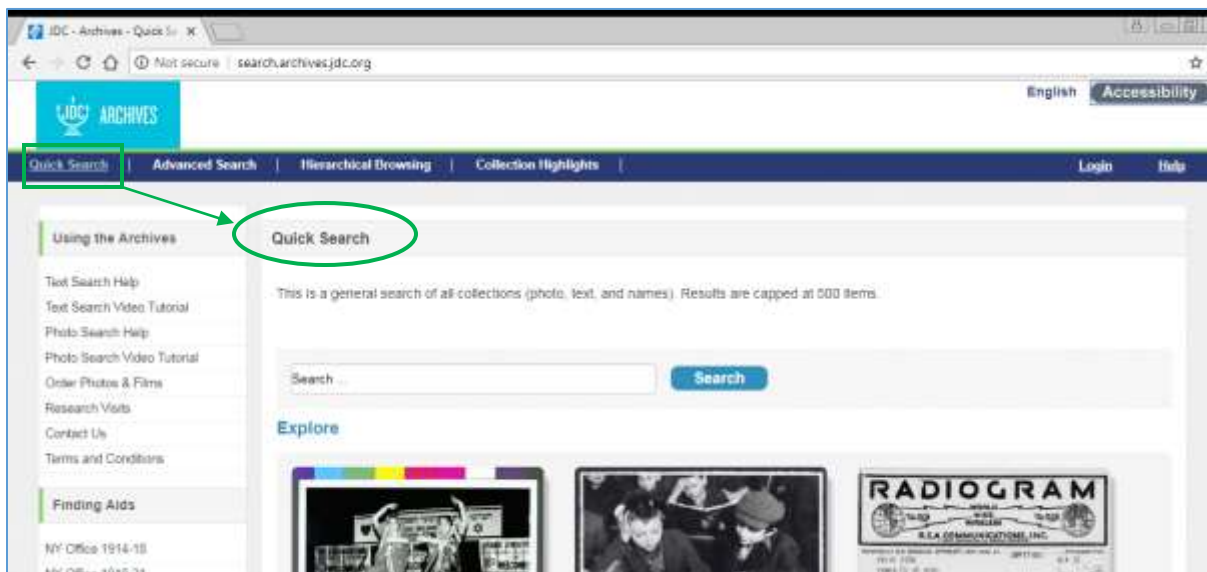 JDC - Archives - Quick Se
Not secure search.archives.jdc.org
JDC ARCHIVES
English Accessibility
Quick Search | Advanced Search | Hierarchical Browsing | Collection Highlights |
Login Help
Using the Archives
Text Search Help
Text Search Video Tutorial
Photo Search Help
Photo Search Video Tutorial
Order Photos & Films
Research Visits
Contact Us
Terms and Conditions
Finding Aids
NY Office 1914-18
Quick Search
This is a general search of all collections (photo, text, and names). Results are capped at 500 items.
Search ...
Search
Explore
RADIOGRAM
WORLD
WIDE
WIRELESS
R.C.A. COMMUNICATIONS, INC.